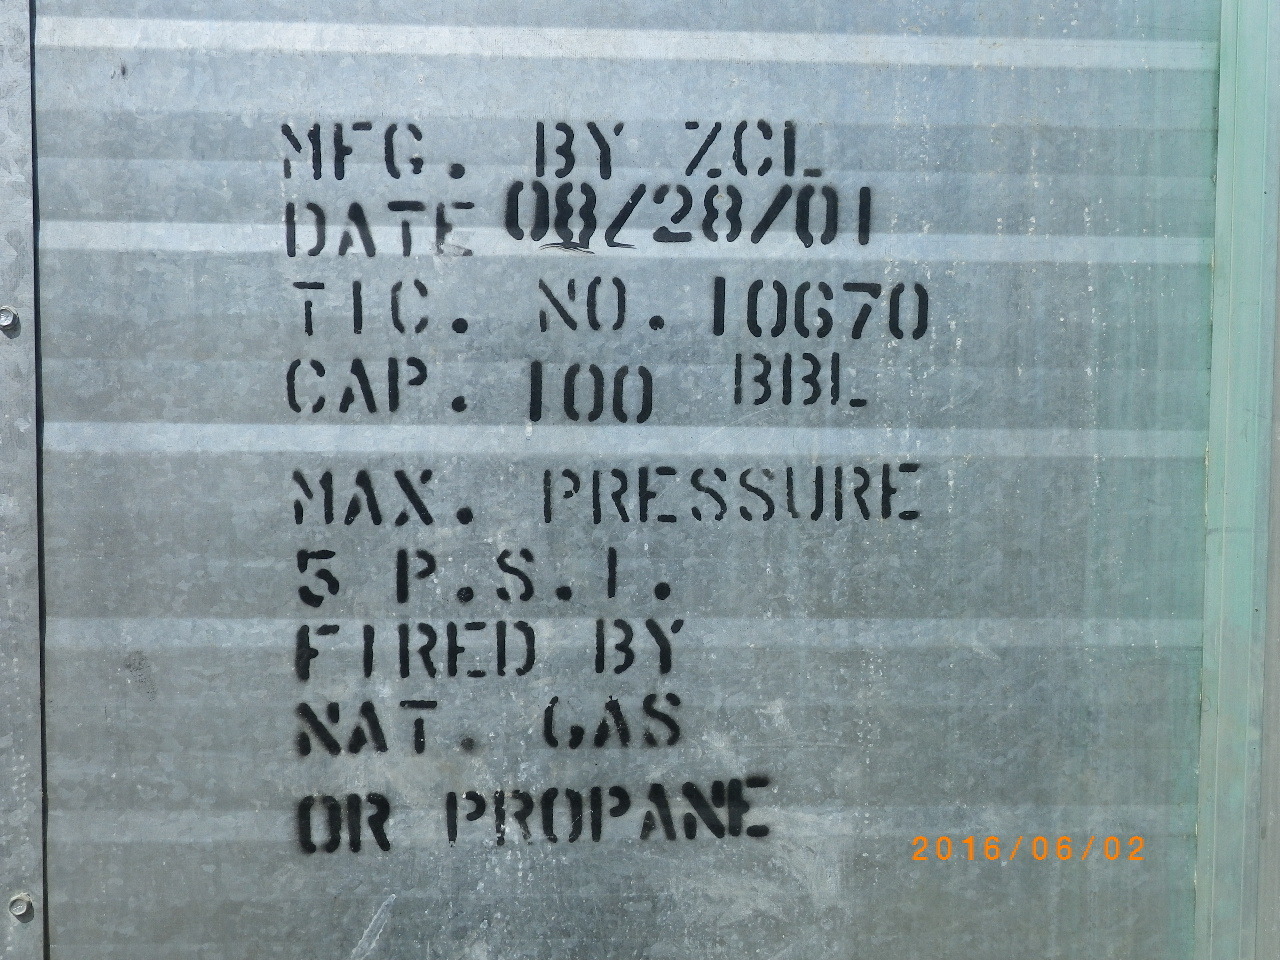 MFG. BY ZCL
DATE 08/28/01
TIC. NO. 10670
CAP. 100 BBL
MAX. PRESSURE
5 P.S.I.
FIRED BY
NAT. GAS
OR PROPANE
2016/06/02